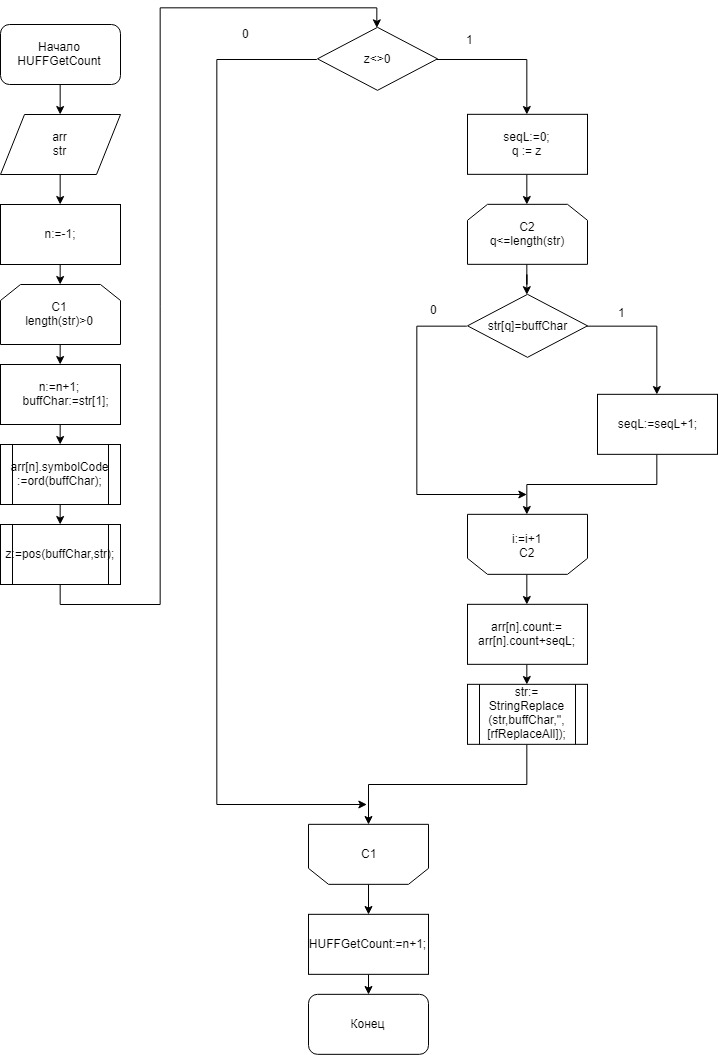 Начало
HUFFGetCount
arr
str
n:=-1;
C1
length(str)>0
n:=n+1;
buffChar:=str[1];
arr[n].symbolCode
:=ord(buffChar);
z:=pos(buffChar,str);
z<>0
0
1
seqL:=0;
q := z
C2
q<=length(str)
str[q]=buffChar
0
1
seqL:=seqL+1;
i:=i+1
C2
arr[n].count:=
arr[n].count+seqL;
str:=
StringReplace
(str,buffChar,'',
[rfReplaceAll]);
C1
HUFFGetCount:=n+1;
Конец